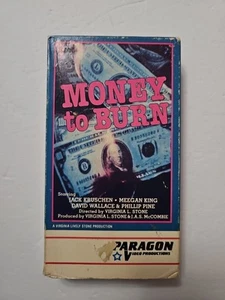 MONEY
to BURN
Starring
JACK KRUSCHEN • MEEGAN KING
DAVID WALLACE & PHILLIP PINE
Directed by VIRGINIA L. STONE
Produced by VIRGINIA L. STONE & J.A.S. McCOMBIE
A VIRGINIA LIVELY STONE PRODUCTION
PARAGON
VIDEO PRODUCTIONS